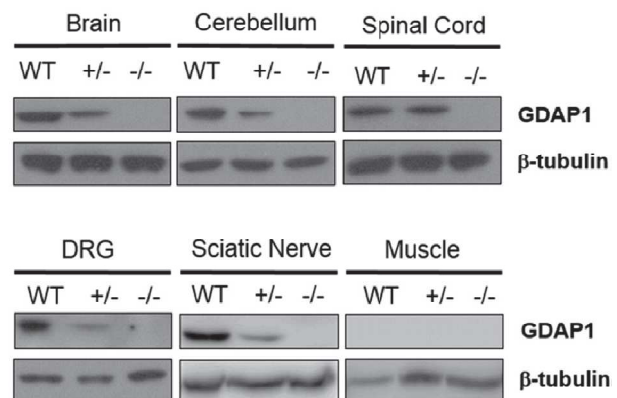 Brain Cerebellum Spinal Cord
WT +/- -/- WT +/- -/- WT +/- -/-
GDAP1
β-tubulin
DRG Sciatic Nerve Muscle
WT +/- -/- WT +/- -/- WT +/- -/-
GDAP1
β-tubulin